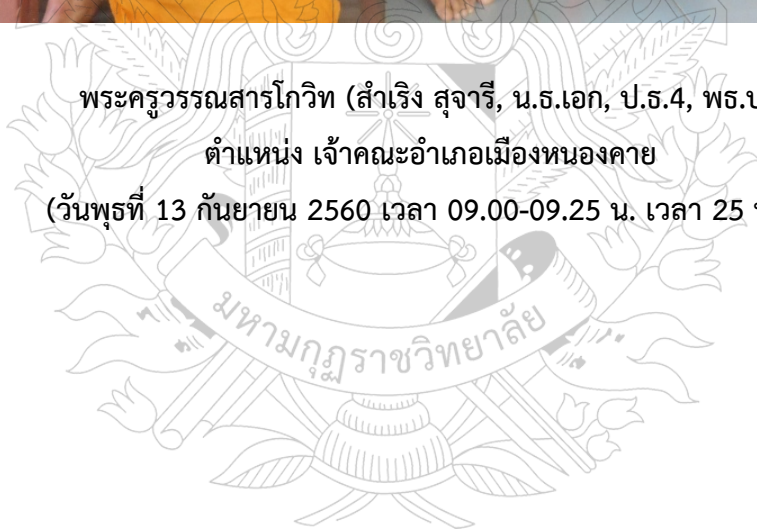 พระครูวรรณสารโกวิท (สำเริง สุจารี, น.ธ.เอก, ป.ธ.4, พธ.บ
ตำแหน่ง เจ้าคณะอำเภอเมืองหนองคาย
(วันพุธที่ 13 กันยายน 2560 เวลา 09.00-09.25 น. เวลา 25
มหามกุฏราชวิทยาลัย